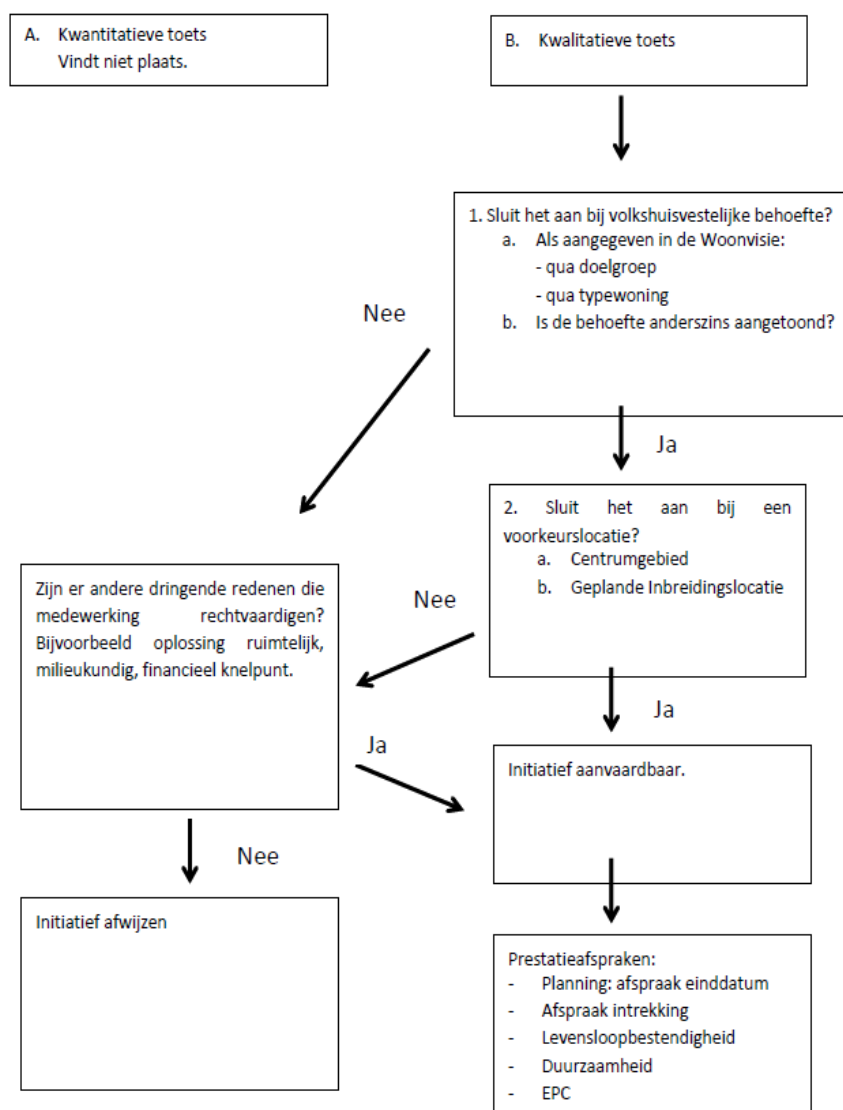 A. Kwantitatieve toets
Vindt niet plaats.
B. Kwalitatieve toets
1. Sluit het aan bij volkshuisvestelijke behoefte?
a. Als aangegeven in de Woonvisie:
- qua doelgroep
- qua typewoning
b. Is de behoefte anderszins aangetoond?
Nee
Ja
2. Sluit het aan bij een
voorkeurslocatie?
a. Centrumgebied
b. Geplande Inbreidingslocatie
Nee
Ja
Zijn er andere dringende redenen die
medewerking rechtvaardigen?
Bijvoorbeeld oplossing ruimtelijk,
milieukundig, financieel knelpunt.
Ja
Nee
Initiatief aanvaardbaar.
Initiatief afwijzen
Prestatieafspraken:
- Planning: afspraak einddatum
- Afspraak intrekking
- Levensloopbestendigheid
- Duurzaamheid
- EPC